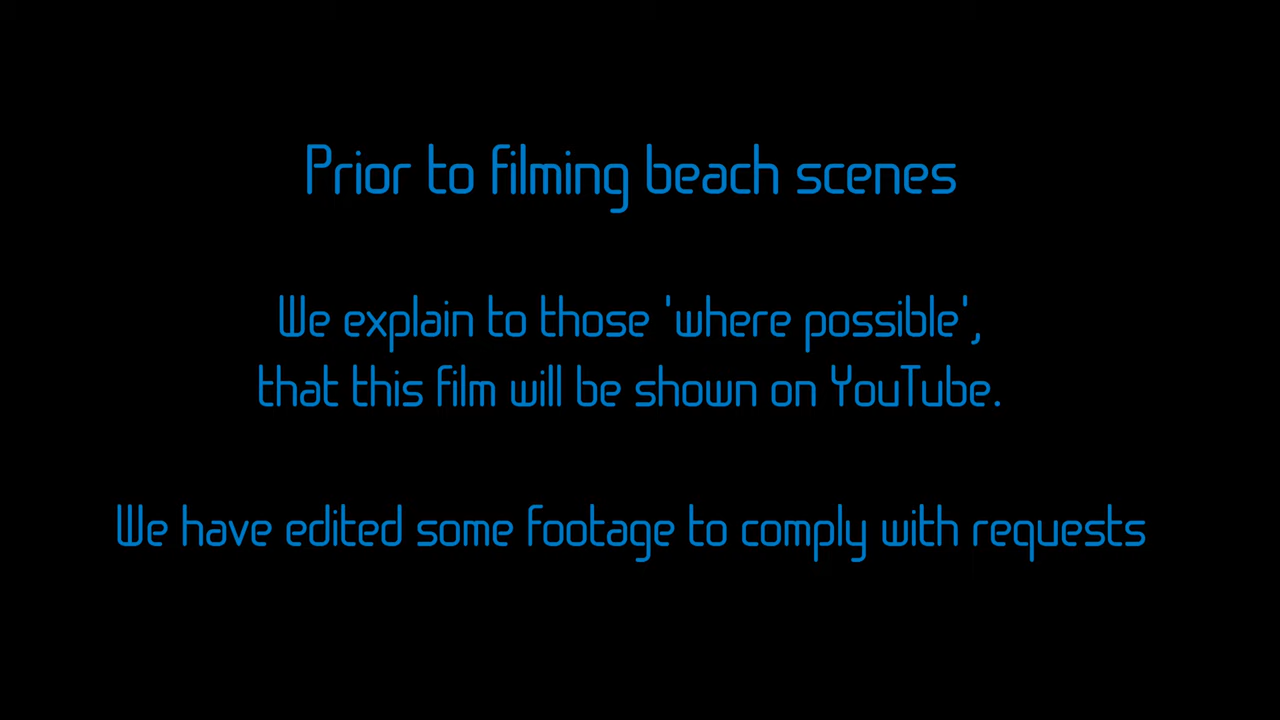 Prior to filming beach scenes
We explain to those 'where possible',
that this film will be shown on YouTube.
We have edited some footage to comply with requests